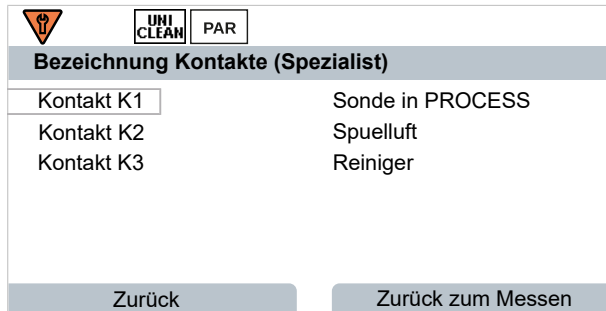 UNI
CLEAN PAR
Bezeichnung Kontakte (Spezialist)
Kontakt K1 Sonde in PROCESS
Kontakt K2 Spuelluft
Kontakt K3 Reiniger
Zurück Zurück zum Messen